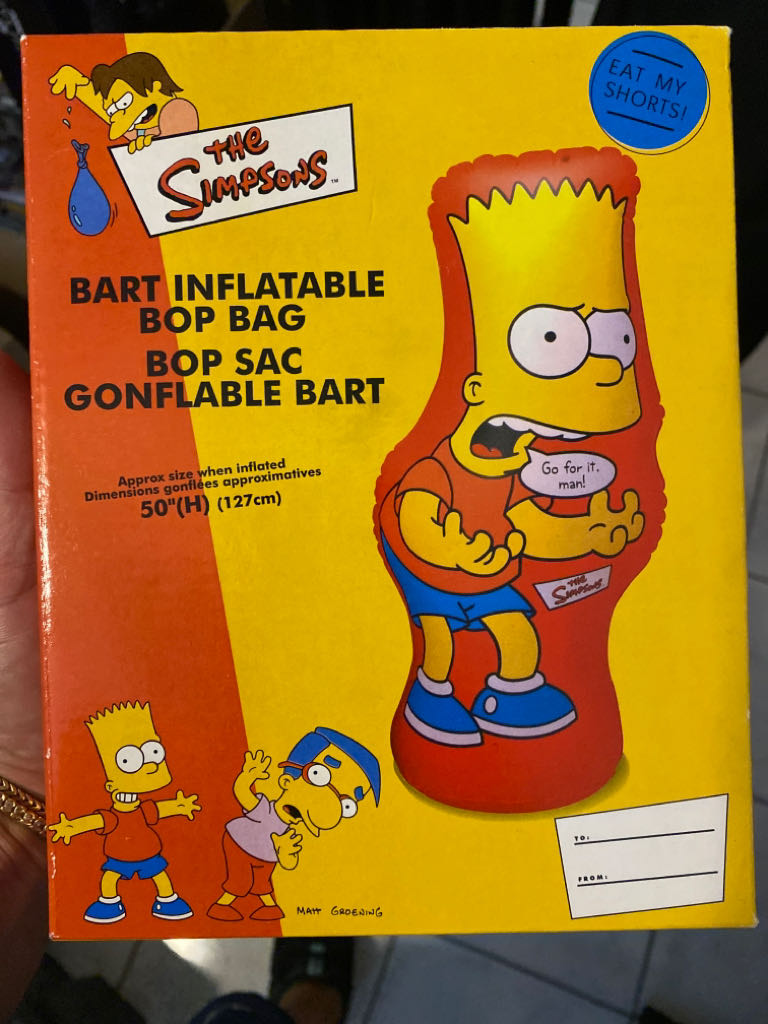 EAT MY
SHORTS!
THE
SIMPSONS ™
BART INFLATABLE
BOP BAG
BOP SAC
GONFLABLE BART
Approx size when inflated
Dimensions gonflées approximatives
50"(H) (127cm)
Go for it,
man!
THE
SIMPSONS
TO:
FROM:
MATT GROENING